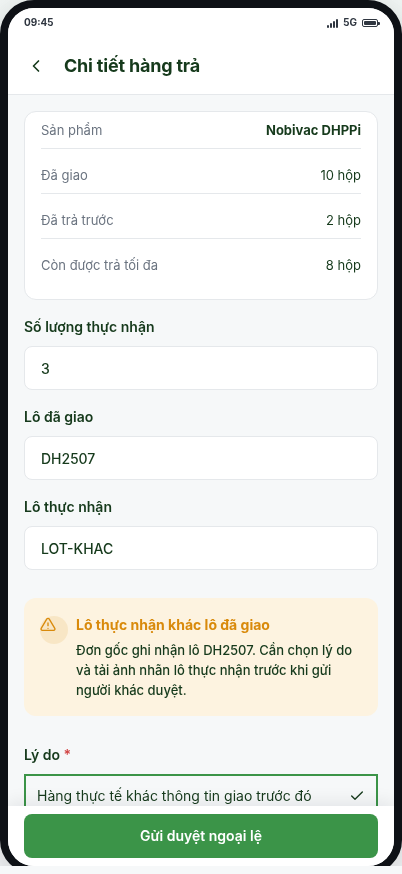 09:45 5G
Chi tiết hàng trả
Sản phẩm Nobivac DHPPi
Đã giao 10 hộp
Đã trả trước 2 hộp
Còn được trả tối đa 8 hộp
Số lượng thực nhận
3
Lô đã giao
DH2507
Lô thực nhận
LOT-KHAC
Lô thực nhận khác lô đã giao
Đơn gốc ghi nhận lô DH2507. Cần chọn lý do
và tải ảnh nhãn lô thực nhận trước khi gửi
người khác duyệt.
Lý do *
Hàng thực tế khác thông tin giao trước đó
Gửi duyệt ngoại lệ